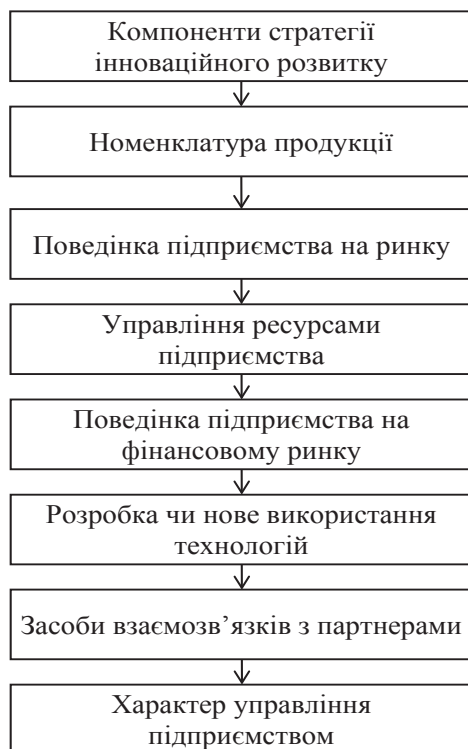 Компоненти стратегії
інноваційного розвитку
Номенклатура продукції
Поведінка підприємства на ринку
Управління ресурсами
підприємства
Поведінка підприємства на
фінансовому ринку
Розробка чи нове використання
технологій
Засоби взаємозв’язків з партнерами
Характер управління
підприємством